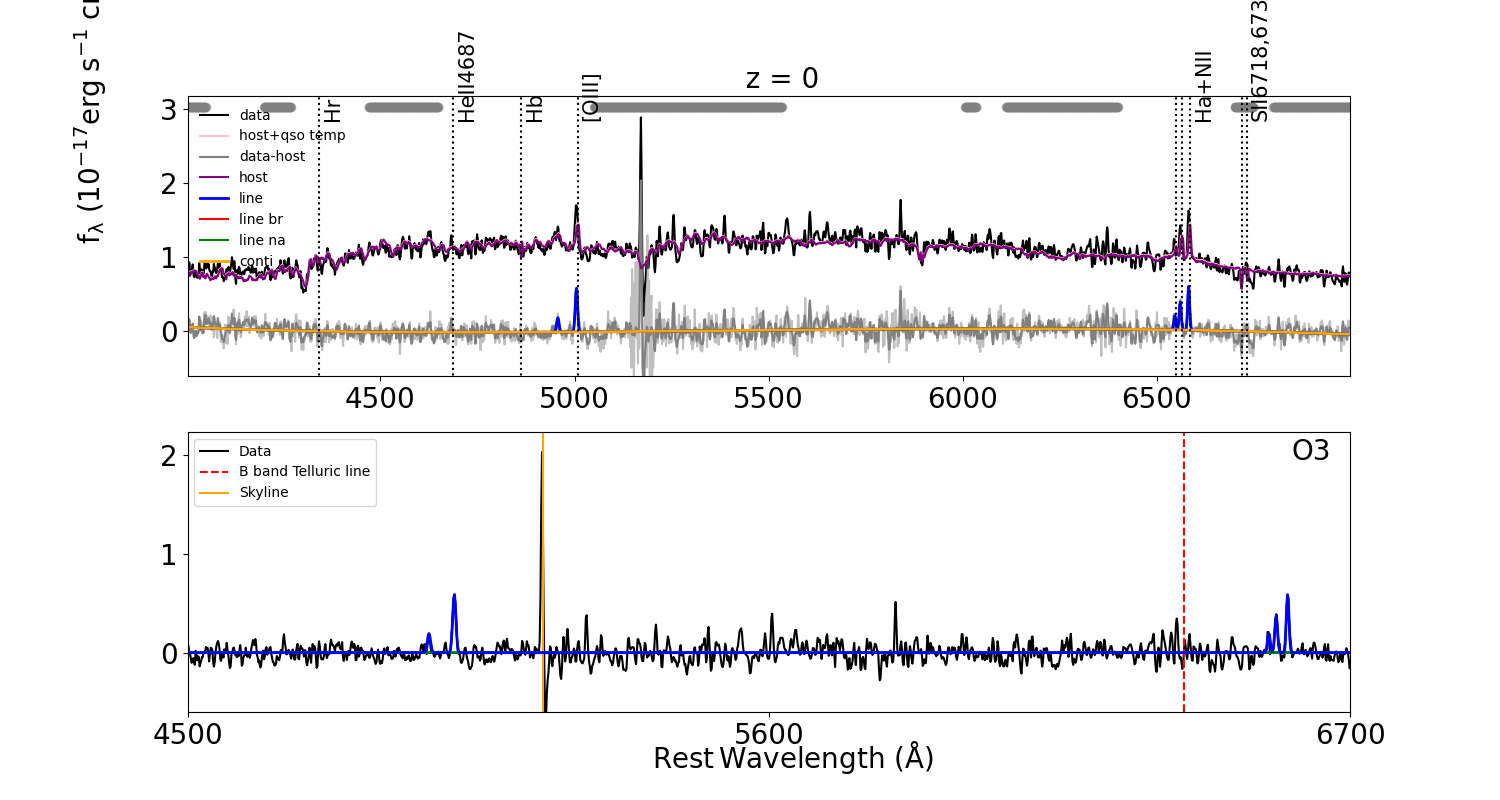 f_λ (10^−17 erg s^−1 c
z = 0
Hr
HeII4687
Hb
[OIII]
Ha+NII
SII6718,673
3
2
1
0
data
host+qso temp
data-host
host
line
line br
line na
conti
4500 5000 5500 6000 6500
O3
2
1
0
Data
B band Telluric line
Skyline
4500 5600 6700
Rest Wavelength (Å)